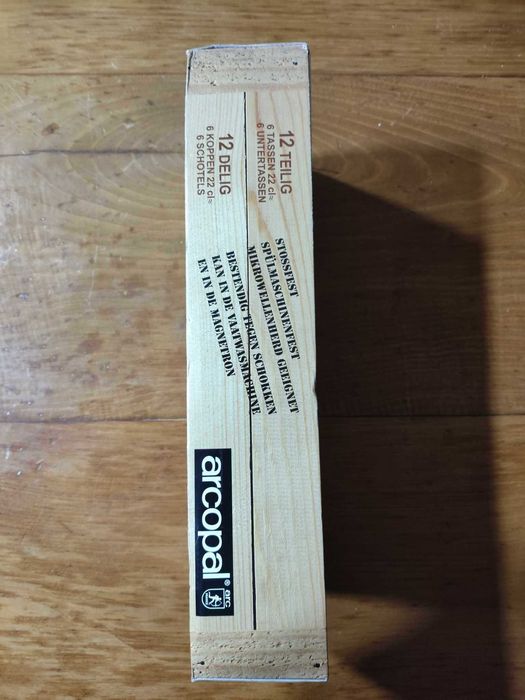 12 TEILIG
6 TASSEN 22 cl≈
6 UNTERTASSEN
12 DELIG
6 KOPPEN 22 cl≈
6 SCHOTELS
STOSSFEST
SPÜLMASCHINENFEST
MIKROWELLENHERD GEEIGNET
BESTENDIG TEGEN SCHOKKEN
KAN IN DE VAATWASMACHINE
EN IN DE MAGNETRON
arc
arcopal®